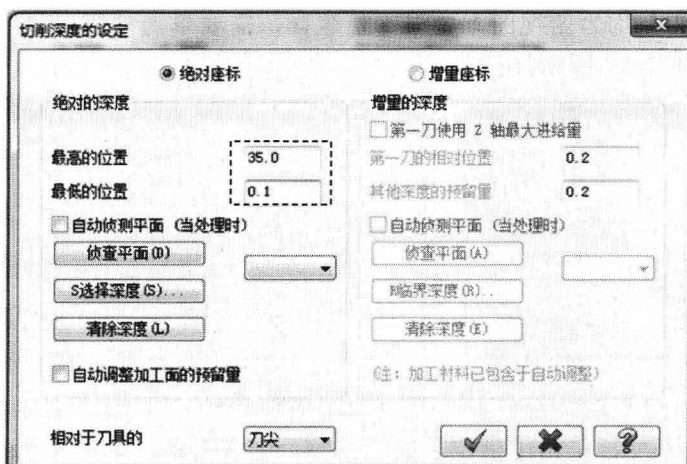 切削深度的设定
绝对座标
增量座标
绝对的深度
增量的深度
第一刀使用 Z 轴最大进给量
最高的位置
35.0
第一刀的相对位置
0.2
最低的位置
0.1
其他深度的预留量
0.2
自动侦测平面 (当处理时)
自动侦测平面 (当处理时)
侦查平面(D)
侦查平面(A)
S选择深度(S)...
R临界深度(R)..
清除深度(L)
清除深度(E)
自动调整加工面的预留量
(注: 加工材料已包含于自动调整)
相对于刀具的
刀尖